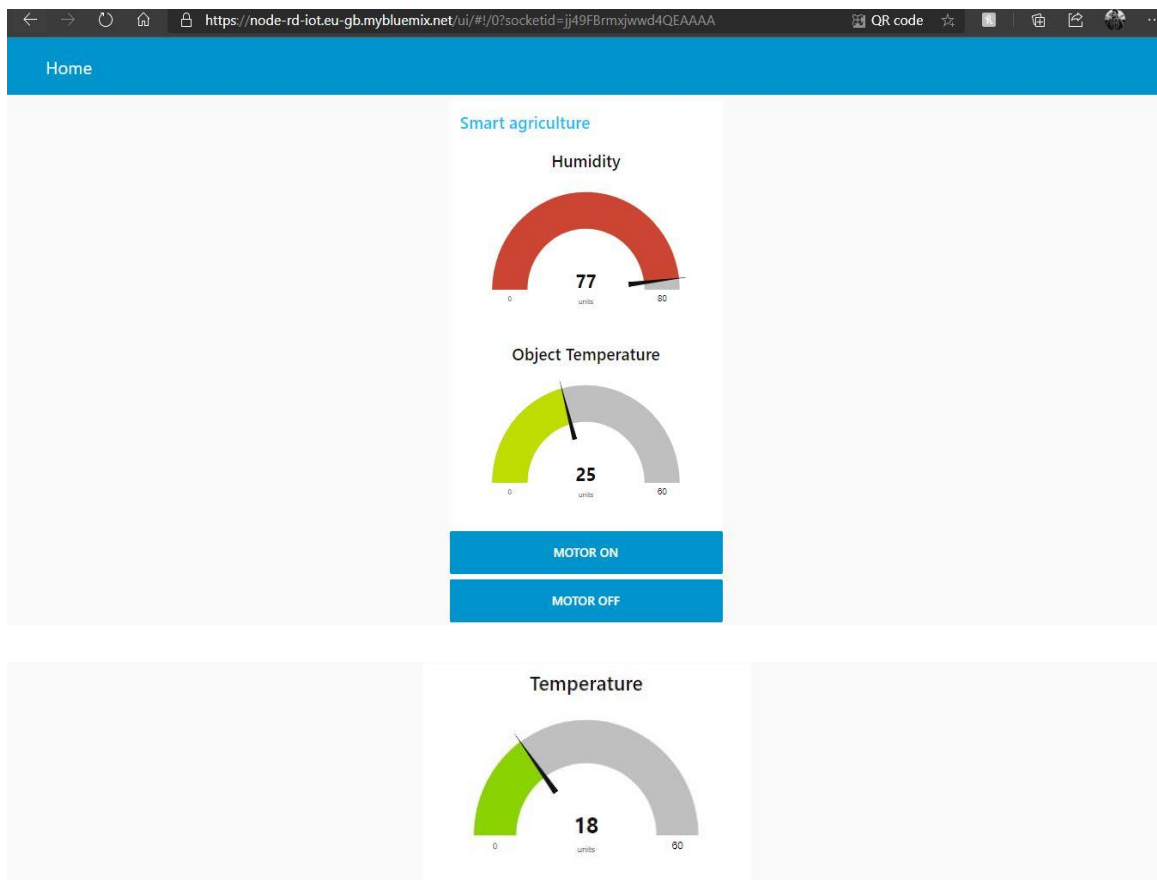 https://node-rd-iot.eu-gb.mybluemix.net/ui/#!/0?socketid=jj49FBrmxjwwd4QEAAAA QR code
Home
Smart agriculture
Humidity
77
0 units 80
Object Temperature
25
0 units 60
MOTOR ON
MOTOR OFF
Temperature
18
0 units 60